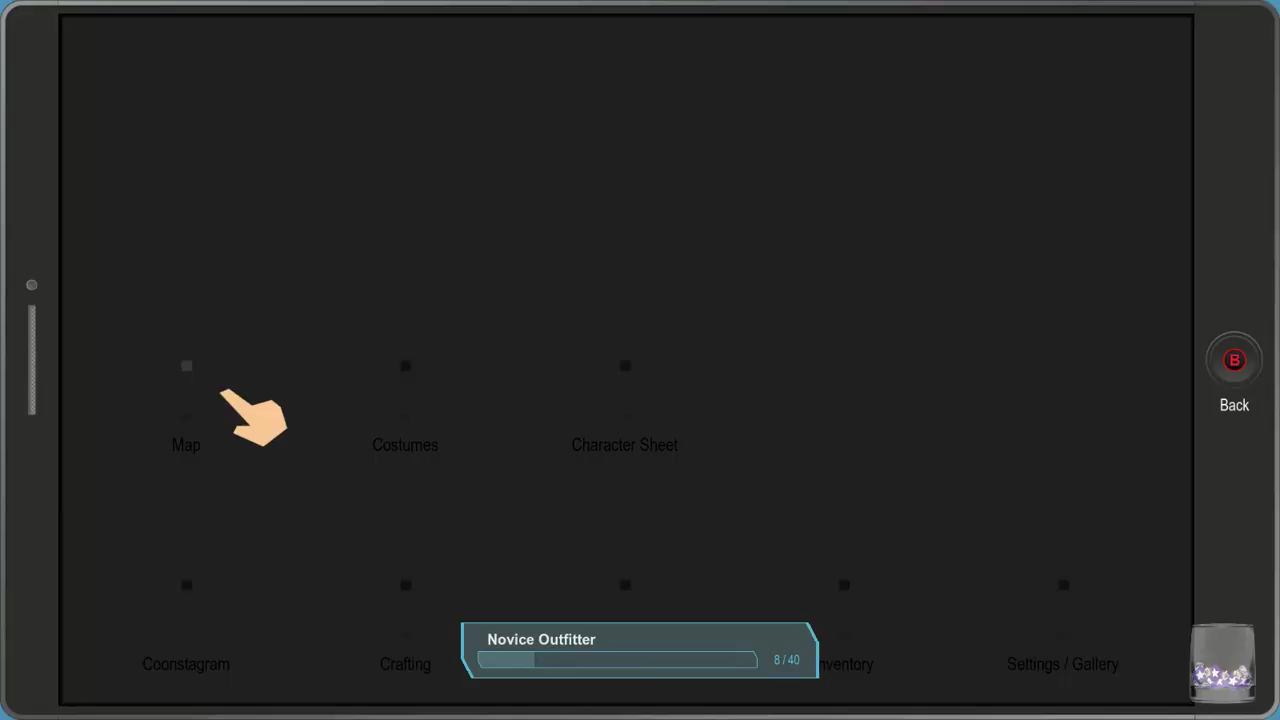 B
Back
Map
Costumes
Character Sheet
Novice Outfitter
8 / 40
Coonstagram
Crafting
nventory
Settings / Gallery